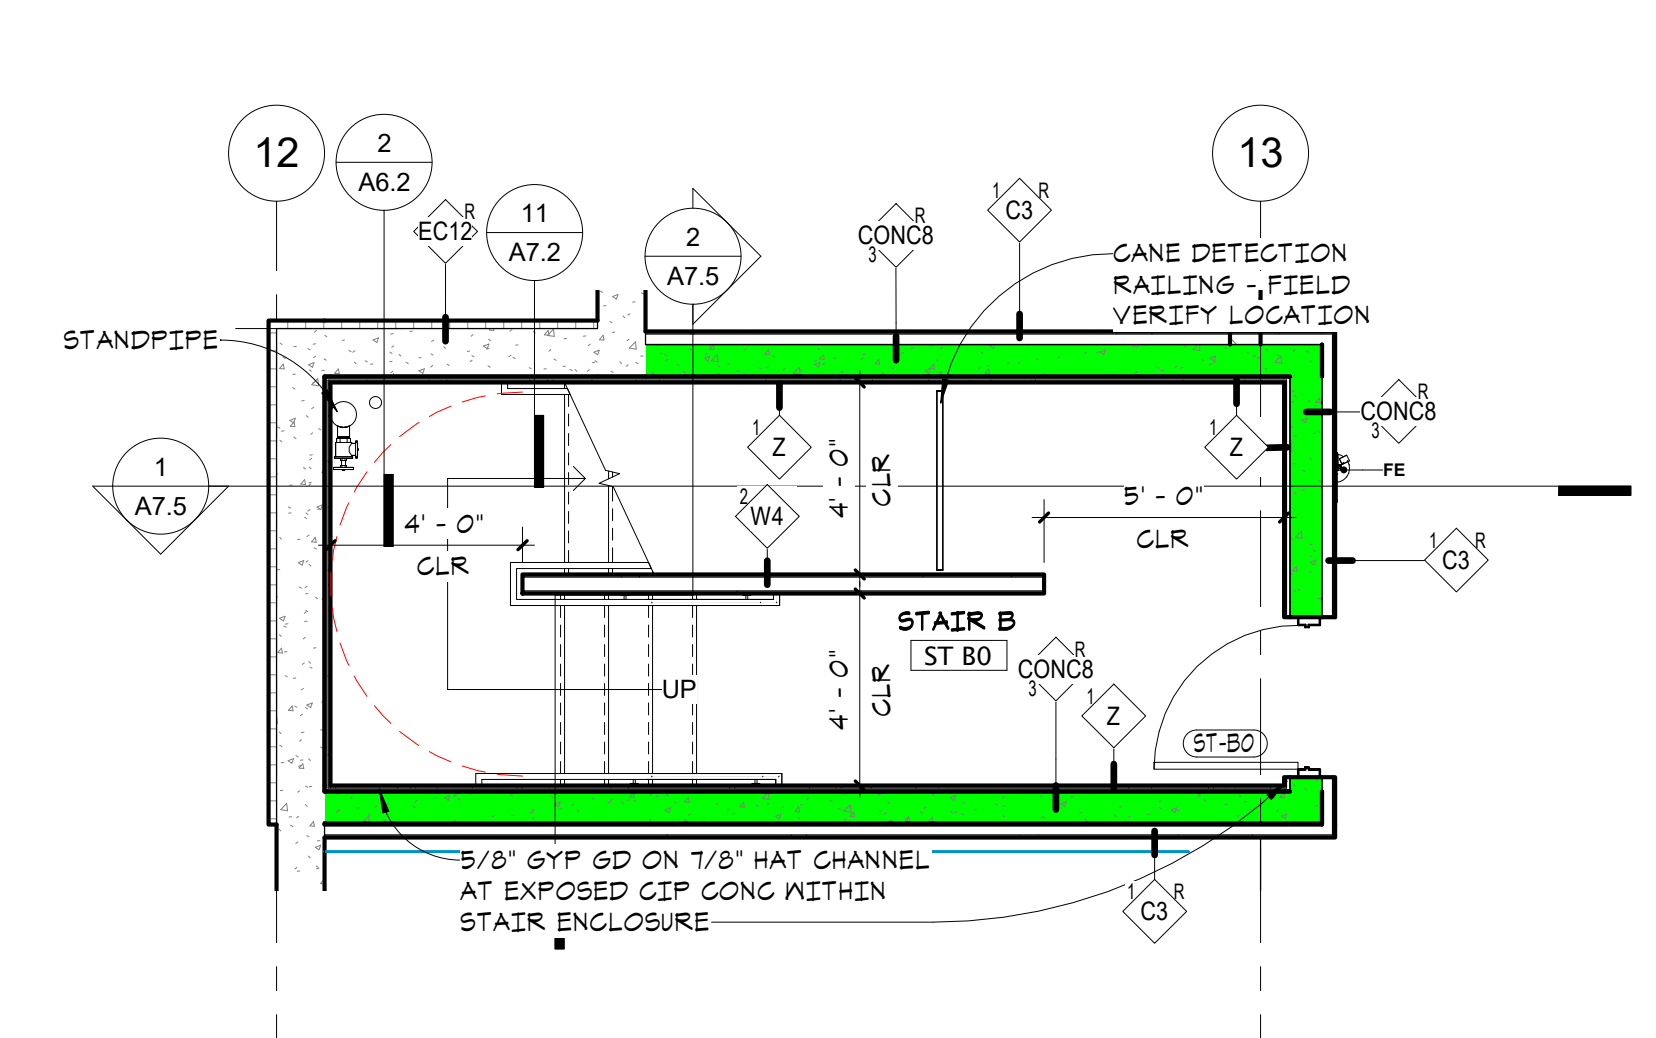 12
2
A6.2
R
EC12
11
A7.2
2
A7.5
R
CONC8
3
1
R
C3
13
CANE DETECTION
RAILING - FIELD
VERIFY LOCATION
STANDPIPE
1
A7.5
4' - 0"
CLR
1
Z
2
W4
4' - 0"
CLR
1
Z
5' - 0"
CLR
R
CONC8
3
FE
1
R
C3
STAIR B
ST B0
4' - 0"
CLR
UP
R
CONC8
3
1
Z
ST-B0
5/8" GYP GD ON 7/8" HAT CHANNEL
AT EXPOSED CIP CONC WITHIN
STAIR ENCLOSURE
1
R
C3